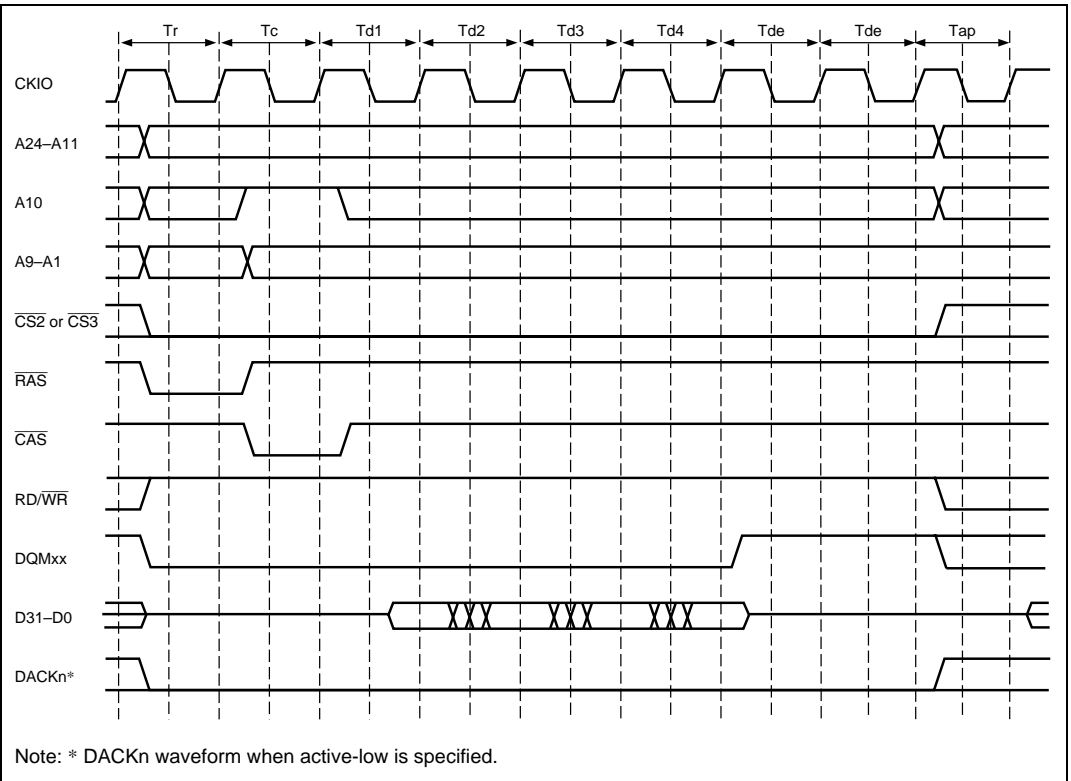 Tr Tc Td1 Td2 Td3 Td4 Tde Tde Tap
CKIO
A24–A11
A10
A9–A1
CS2 or CS3
RAS
CAS
RD/WR
DQMxx
D31–D0
DACKn*
Note: * DACKn waveform when active-low is specified.